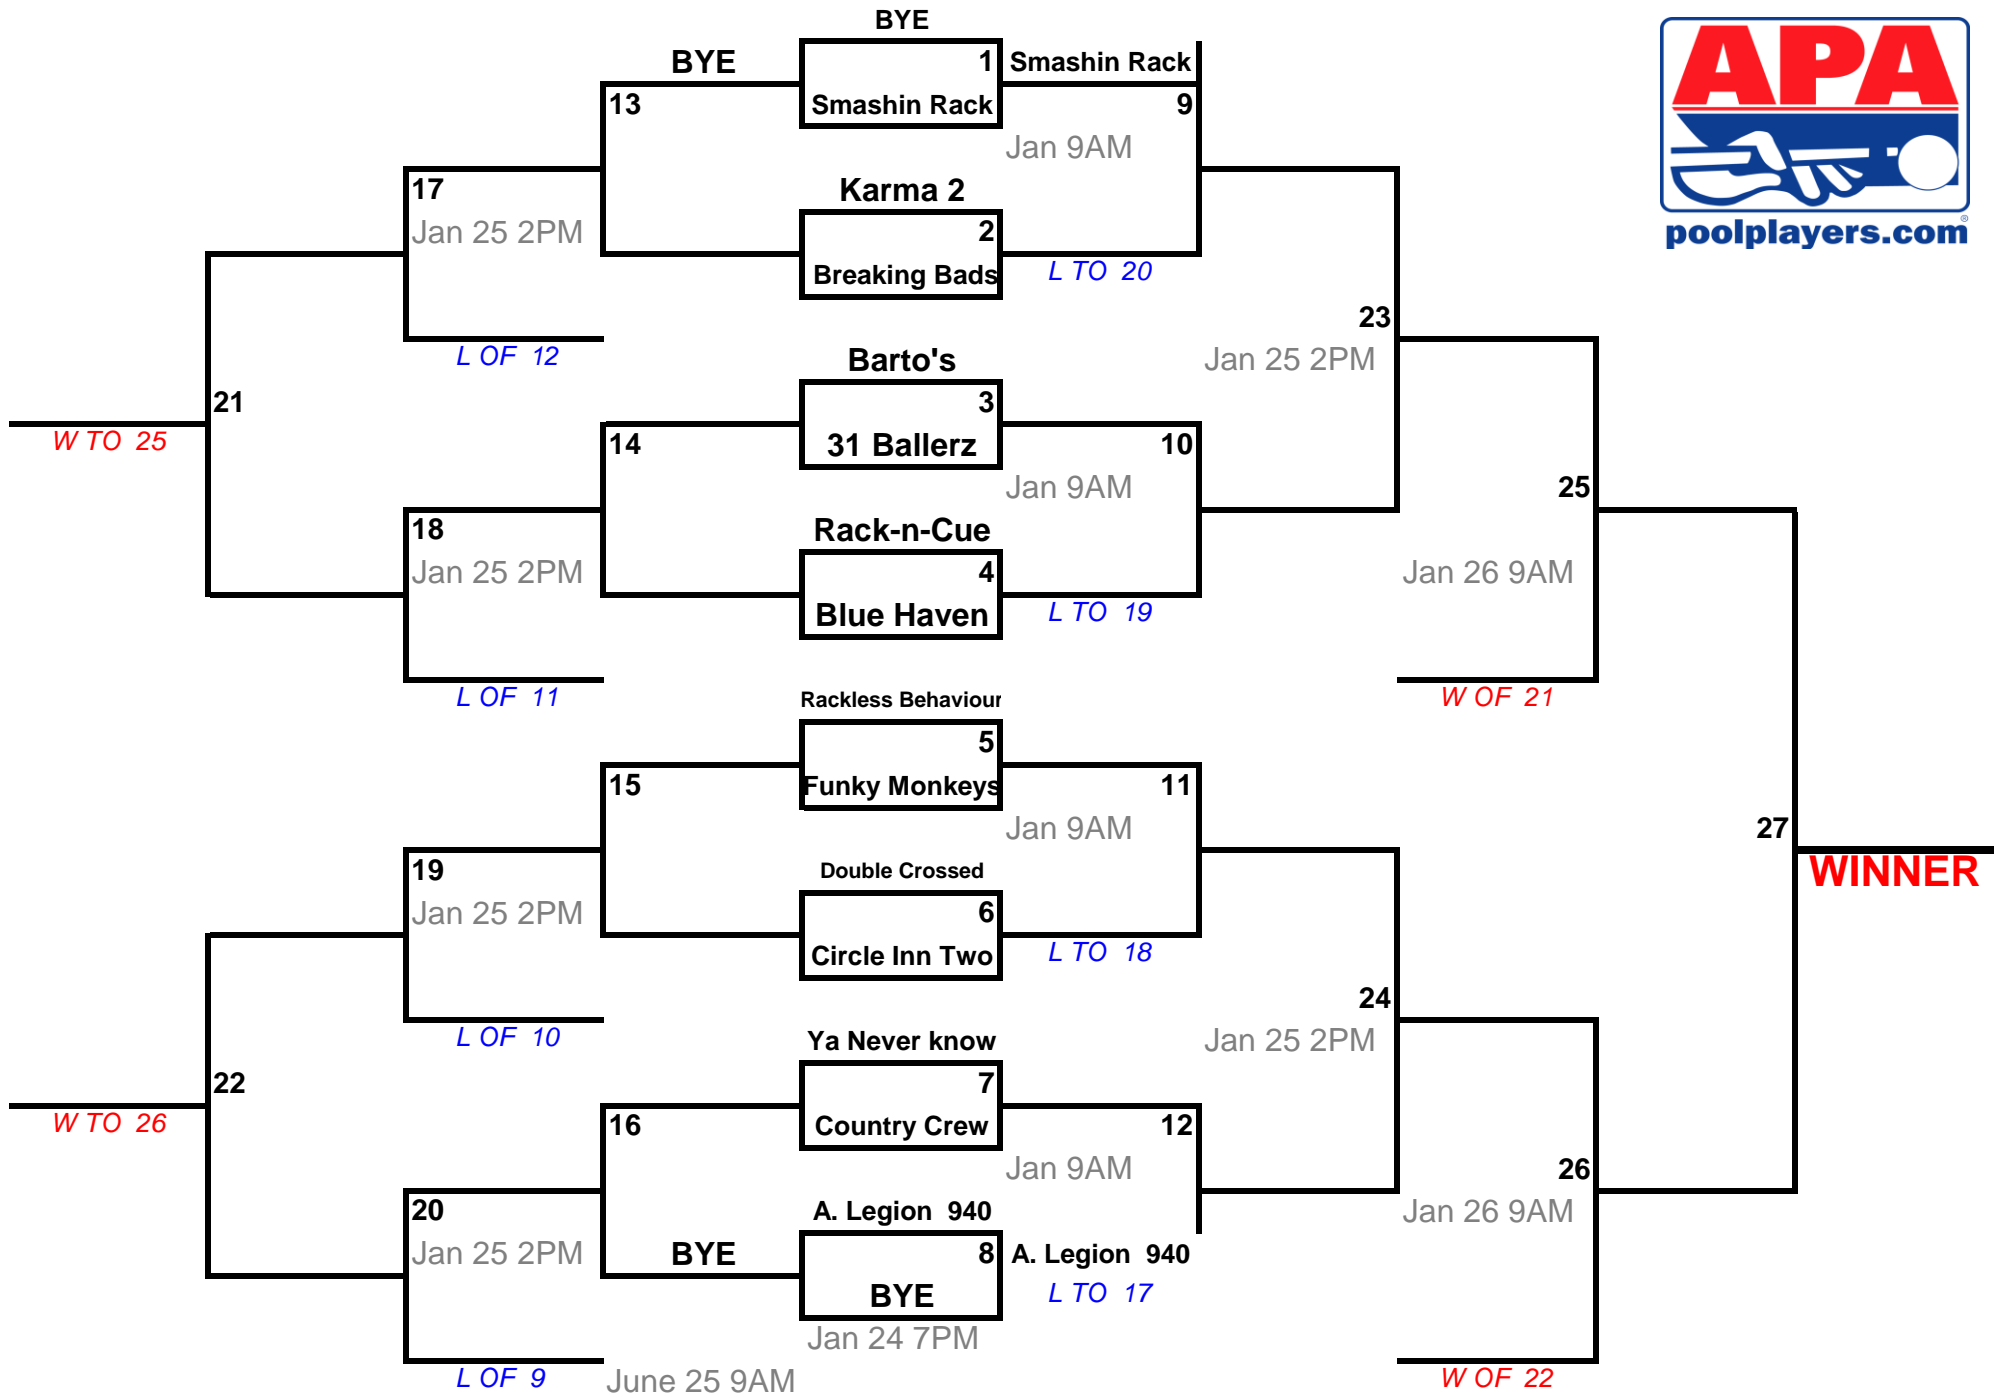 BYE
BYE
1
Smashin Rack
13
Smashin Rack
9
Jan 9AM
APA
poolplayers.com
®
17
Karma 2
Jan 25 2PM
2
Breaking Bads
L TO 20
23
L OF 12
Barto's
Jan 25 2PM
21
3
W TO 25
14
31 Ballerz
10
Jan 9AM
25
18
Rack-n-Cue
Jan 25 2PM
4
Jan 26 9AM
Blue Haven
L TO 19
L OF 11
Rackless Behaviour
W OF 21
5
15
Funky Monkeys
11
Jan 9AM
27
19
Double Crossed
WINNER
Jan 25 2PM
6
Circle Inn Two
L TO 18
24
L OF 10
Ya Never know
Jan 25 2PM
22
7
W TO 26
16
Country Crew
12
Jan 9AM
26
20
A. Legion 940
Jan 26 9AM
Jan 25 2PM
BYE
8
A. Legion 940
BYE
L TO 17
Jan 24 7PM
L OF 9
June 25 9AM
W OF 22